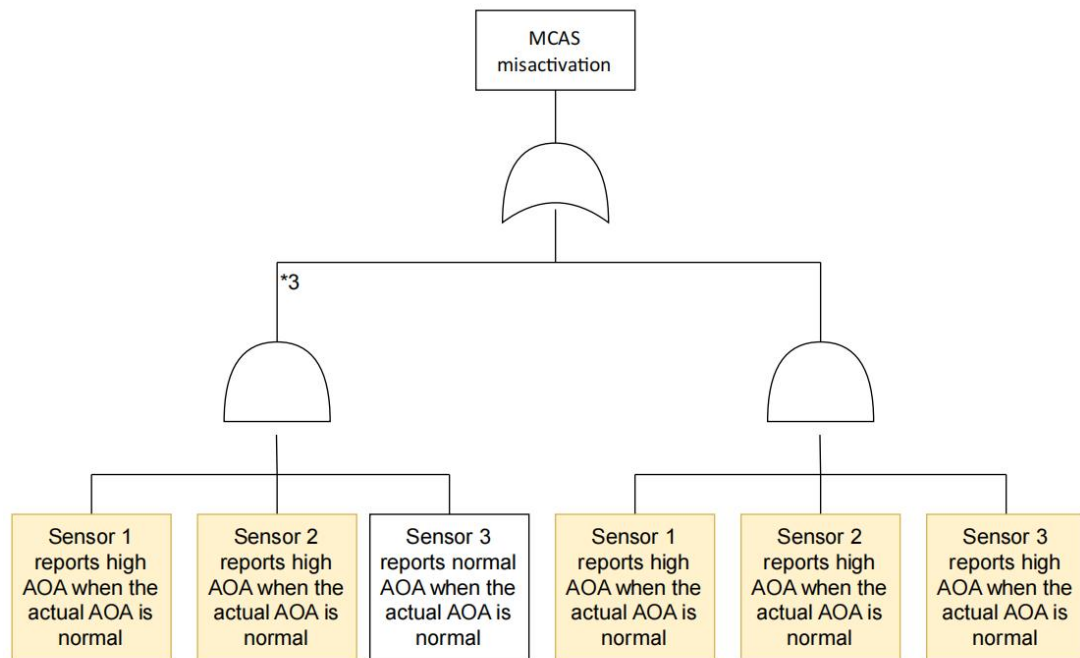 MCAS
misactivation
*3
Sensor 1
reports high
AOA when the
actual AOA is
normal
Sensor 2
reports high
AOA when the
actual AOA is
normal
Sensor 3
reports normal
AOA when the
actual AOA is
normal
Sensor 1
reports high
AOA when the
actual AOA is
normal
Sensor 2
reports high
AOA when the
actual AOA is
normal
Sensor 3
reports high
AOA when the
actual AOA is
normal